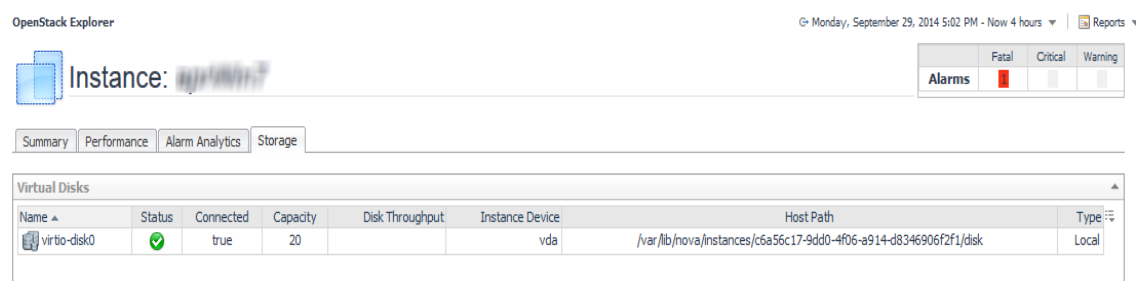 OpenStack Explorer
Monday, September 29, 2014 5:02 PM - Now 4 hours
Reports
Instance:
Fatal Critical Warning
Alarms 1
Summary Performance Alarm Analytics Storage
Virtual Disks
Name Status Connected Capacity Disk Throughput Instance Device Host Path Type
virtio-disk0 true 20 vda /var/lib/nova/instances/c6a56c17-9dd0-4f06-a914-d8346906f2f1/disk Local